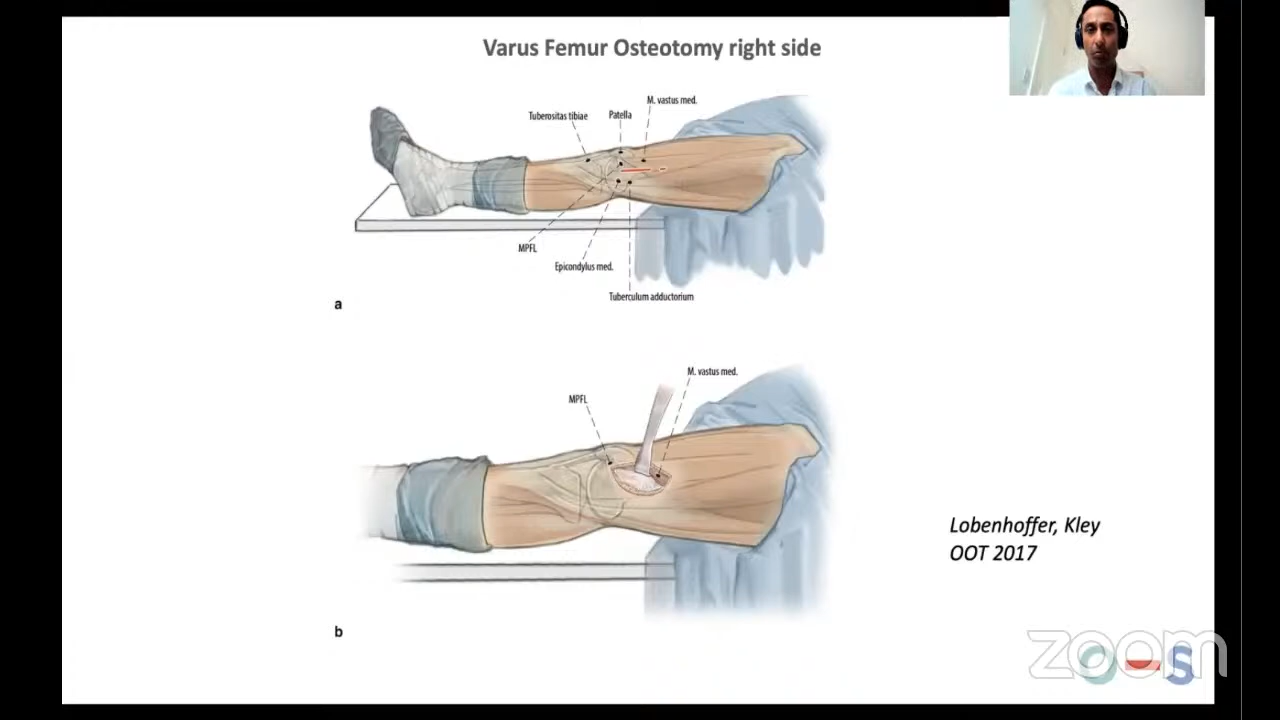 Varus Femur Osteotomy right side
M. vastus med.
Tuberositas tibiae
Patella
MPFL
Epicondylus med.
Tuberculum adductorium
a
M. vastus med.
MPFL
Lobenhoffer, Kley
OOT 2017
b
zoom
O-S